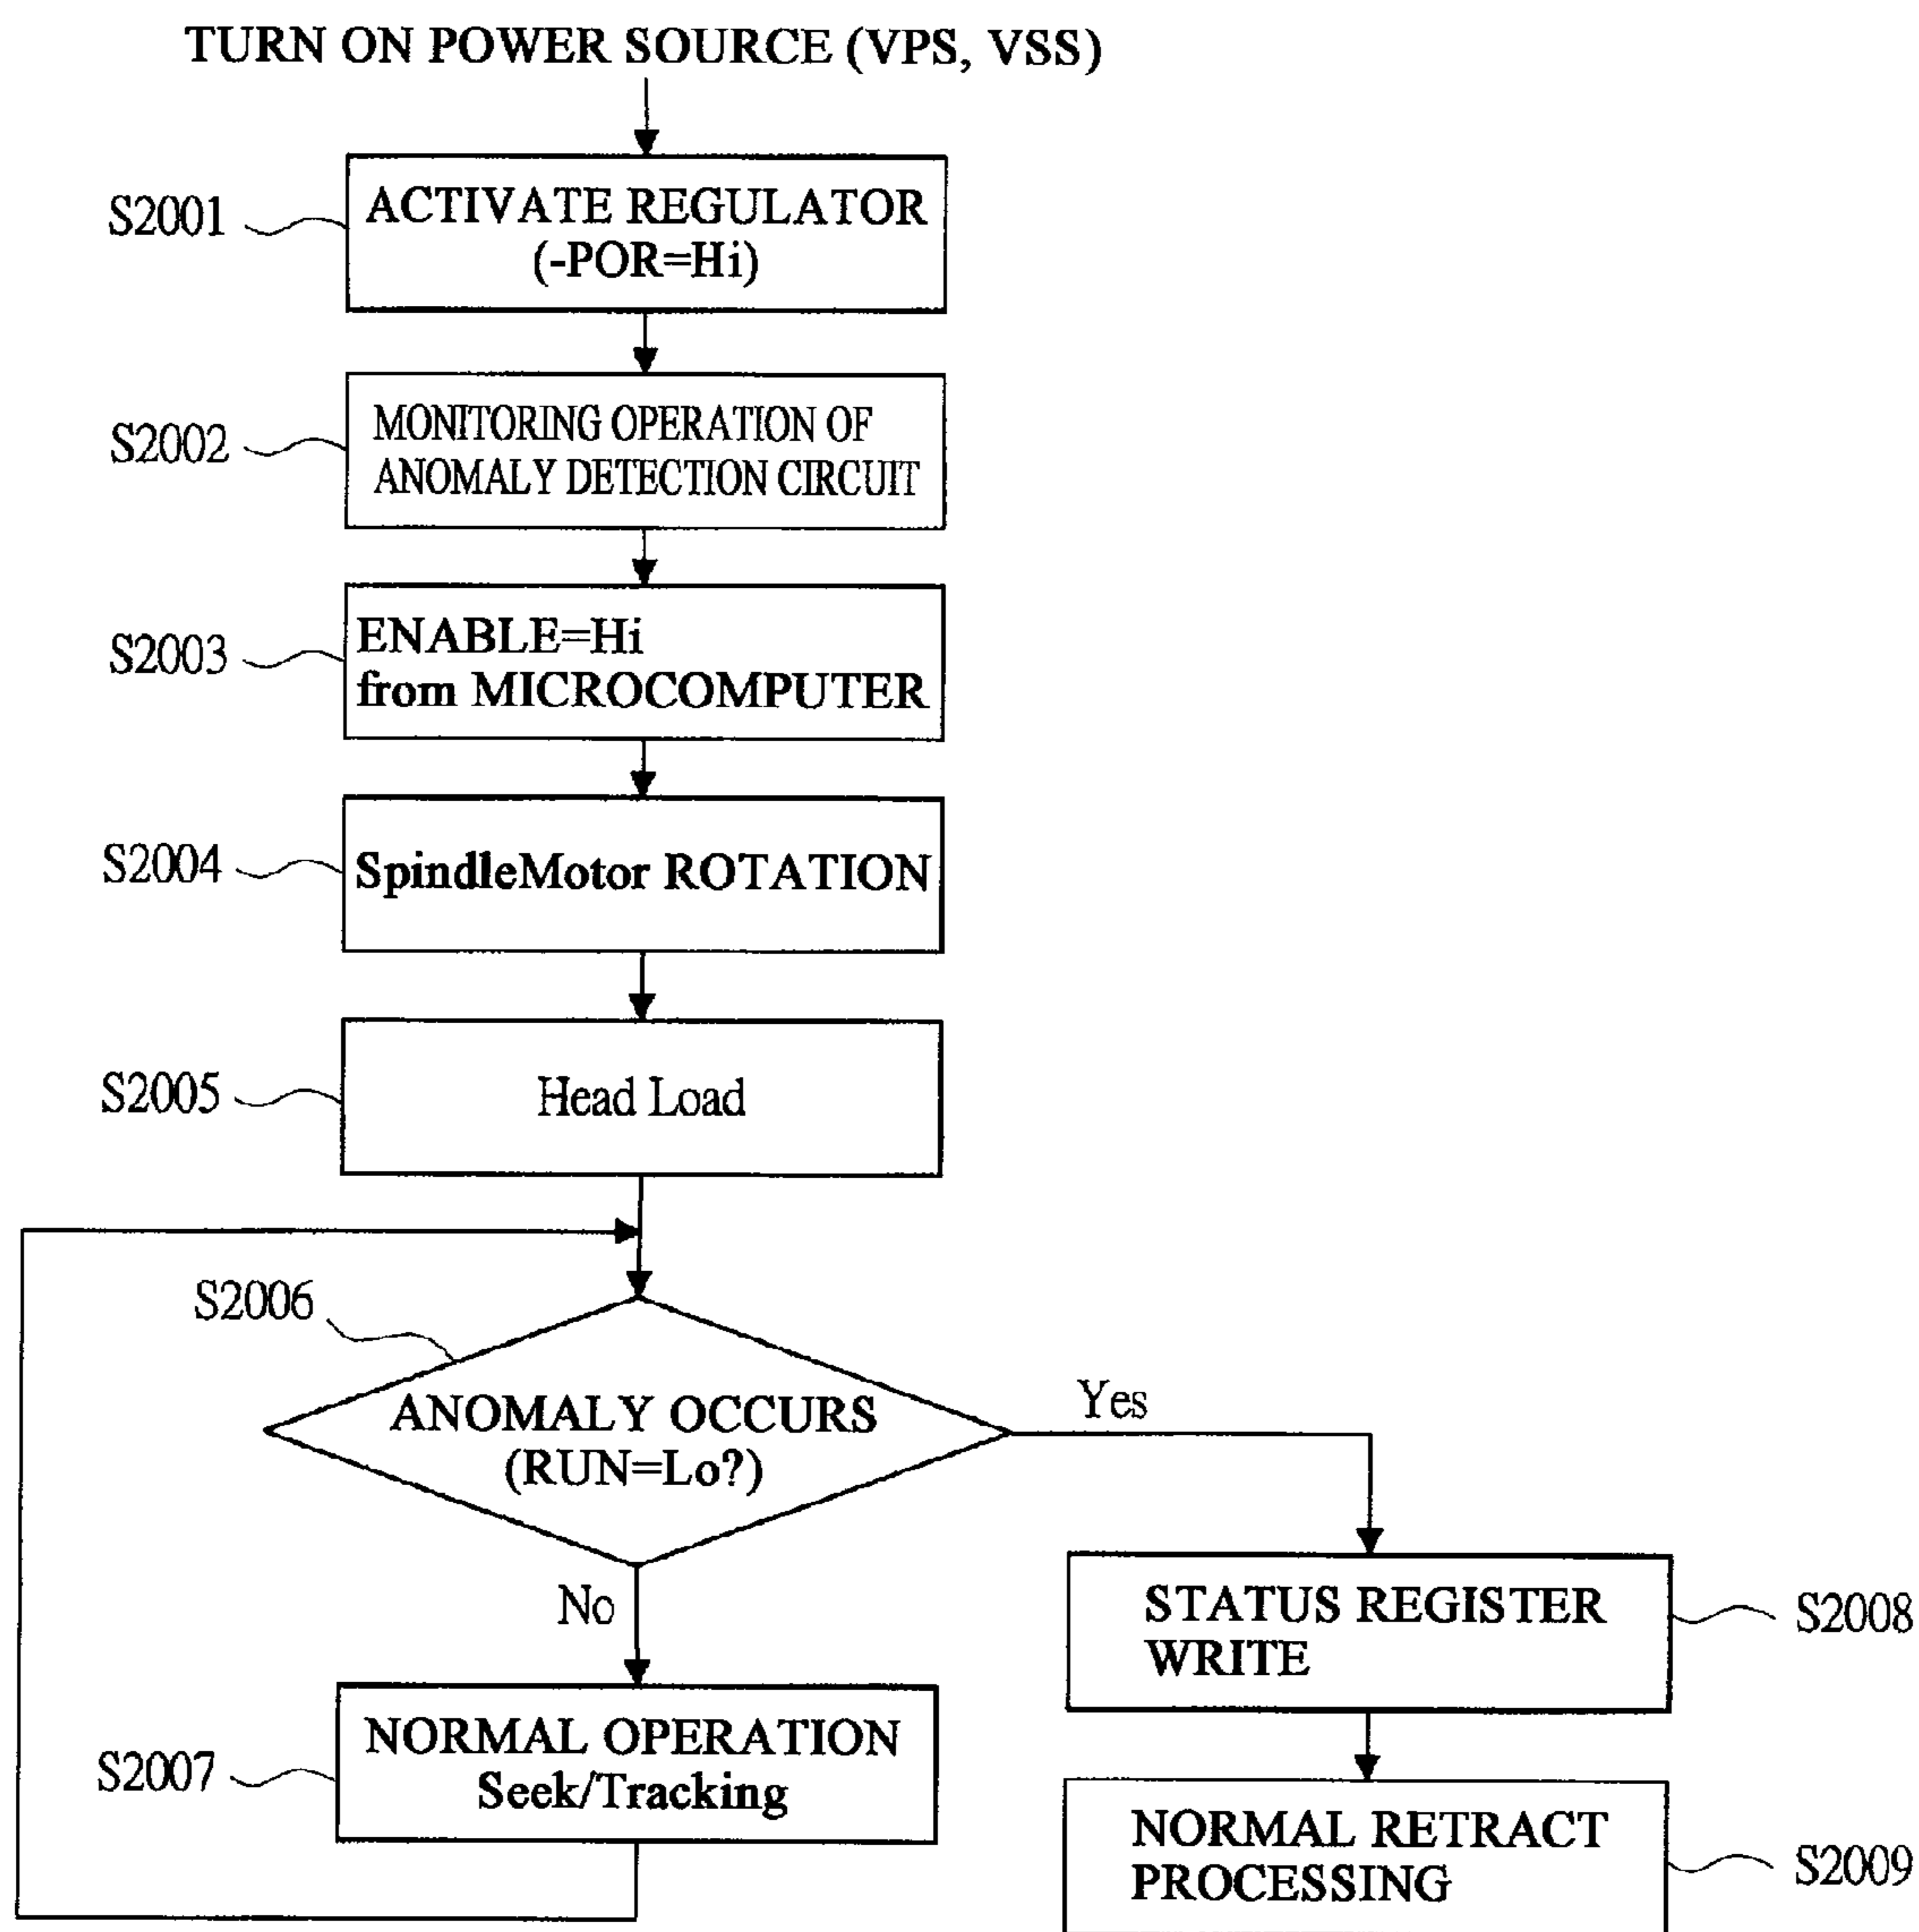 TURN ON POWER SOURCE (VPS, VSS)
S2001
ACTIVATE REGULATOR
(-POR=Hi)
S2002
MONITORING OPERATION OF
ANOMALY DETECTION CIRCUIT
S2003
ENABLE=Hi
from MICROCOMPUTER
S2004
SpindleMotor ROTATION
S2005
Head Load
S2006
ANOMALY OCCURS
(RUN=Lo?)
Yes
No
STATUS REGISTER
WRITE
S2008
S2007
NORMAL OPERATION
Seek/Tracking
NORMAL RETRACT
PROCESSING
S2009